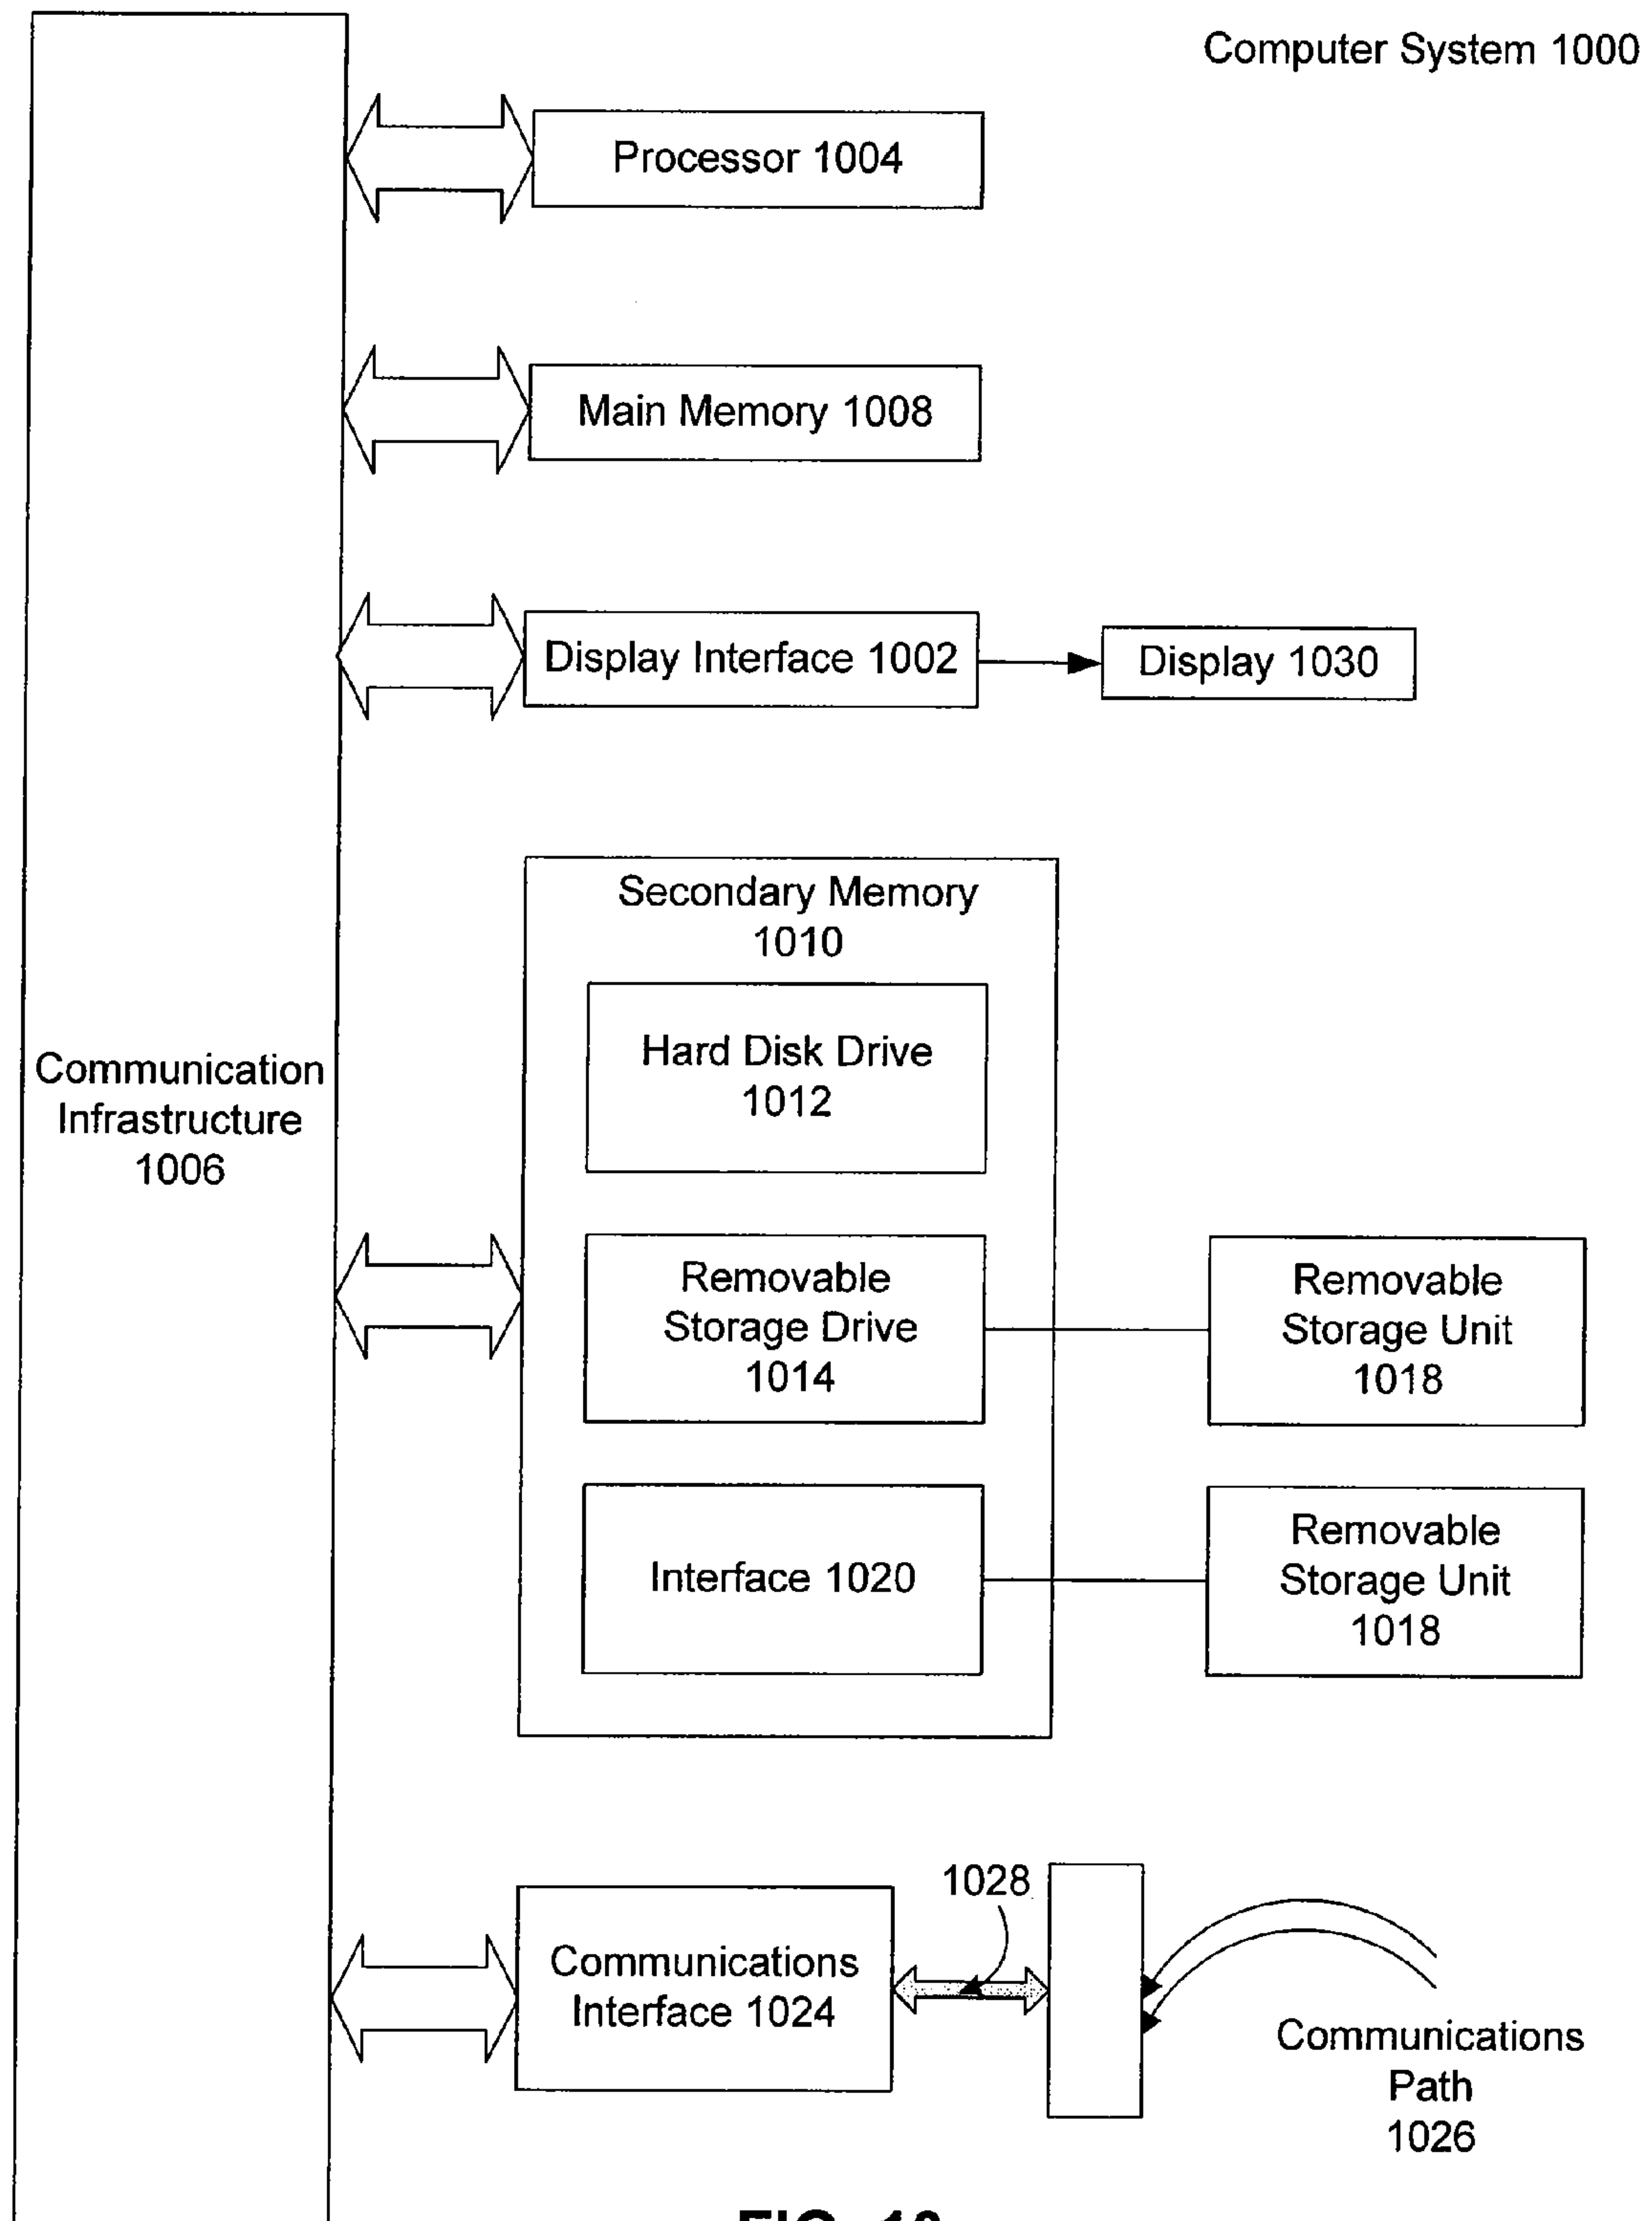 Computer System 1000
Processor 1004
Main Memory 1008
Display Interface 1002
Display 1030
Secondary Memory
1010
Hard Disk Drive
1012
Communication
Infrastructure
1006
Removable
Storage Drive
1014
Removable
Storage Unit
1018
Interface 1020
Removable
Storage Unit
1018
1028
Communications
Interface 1024
Communications
Path
1026